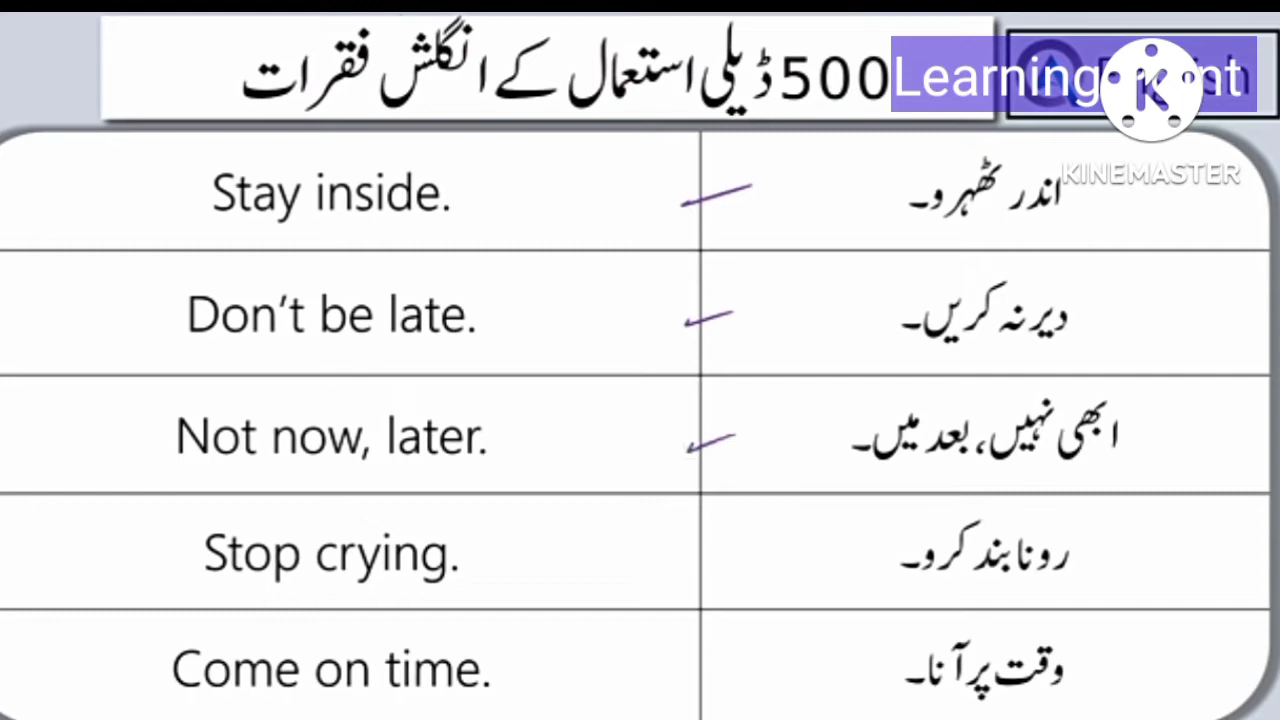 500 ڈیلی استعمال کے انگلش فقرات
Learning
KINEMASTER
Stay inside.
اندر ٹھہرو۔
Don't be late.
دیر نہ کریں۔
Not now, later.
ابھی نہیں، بعد میں۔
Stop crying.
رونا بند کرو۔
Come on time.
وقت پر آنا۔